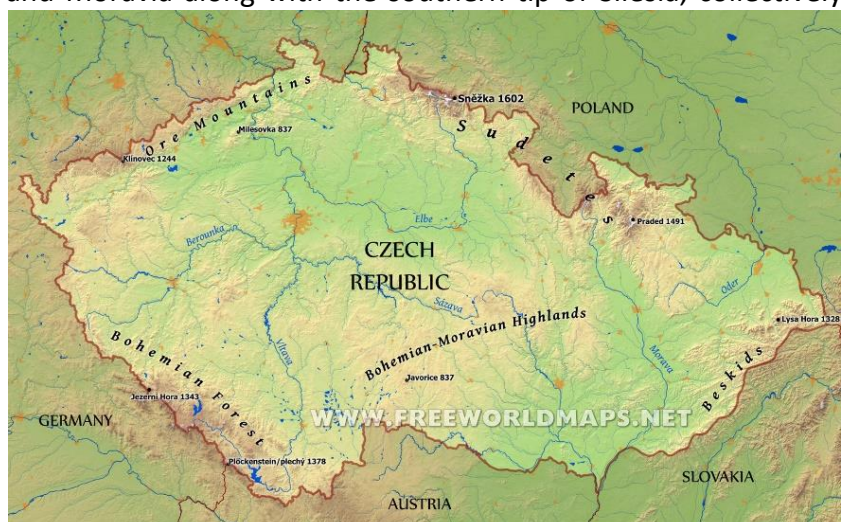 and Moravia along with the southern tip of Silesia, collectively
Ore Mountains
Sněžka 1602
POLAND
Milesovka 837
Sudetes
Klinovec 1244
Praded 1491
Elbe
Berounka
CZECH
REPUBLIC
Oder
Sázava
Lysa Hora 1328
Bohemian-Moravian Highlands
Vltava
Morava
Bohemian Forest
Javorice 837
Beskids
Jezerni Hora 1343
WWW.FREEWORLDMAPS.NET
GERMANY
Plöckenstein/plechý 1378
SLOVAKIA
AUSTRIA